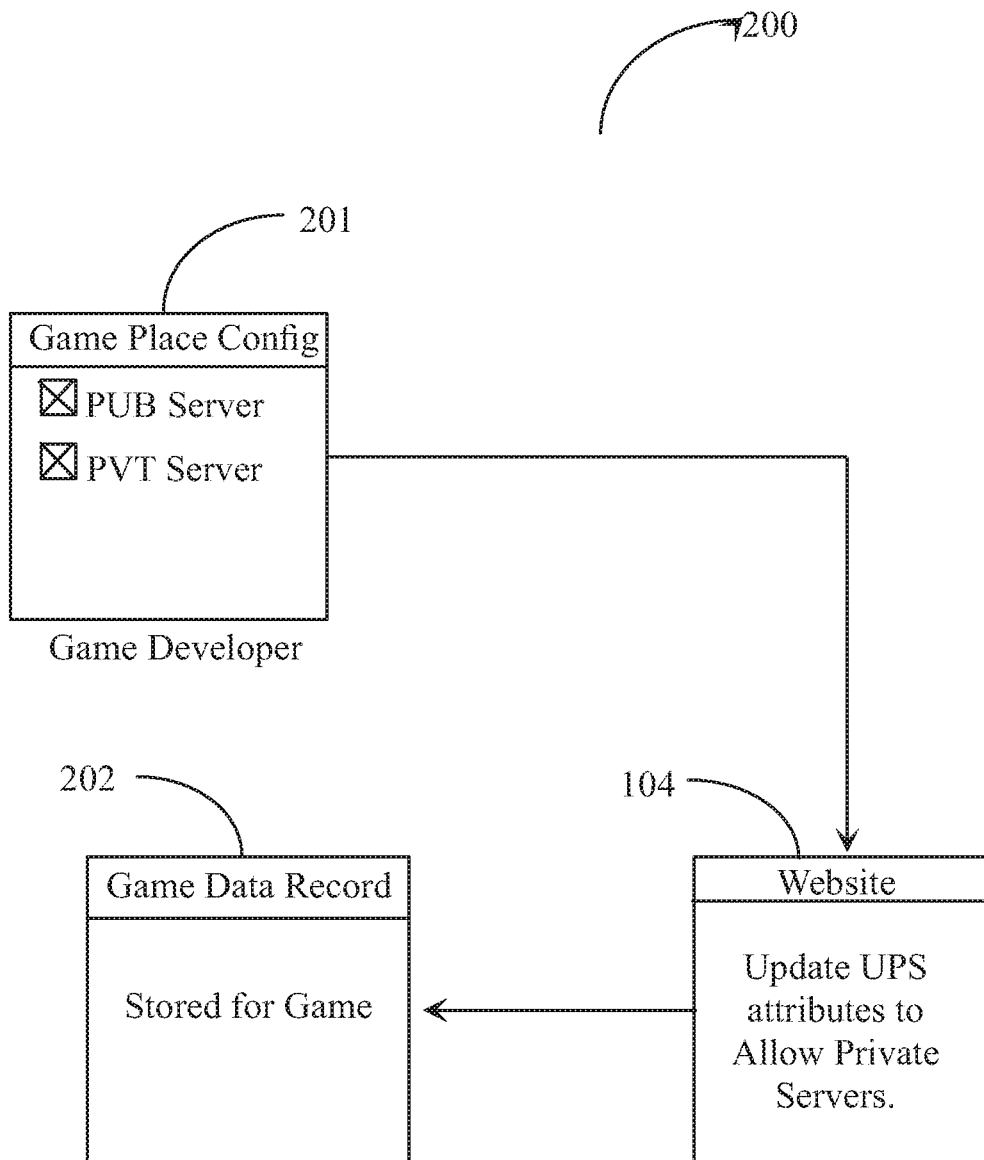 200
201
Game Place Config
PUB Server
PVT Server
Game Developer
202
104
Game Data Record
Stored for Game
Website
Update UPS
attributes to
Allow Private
Servers.